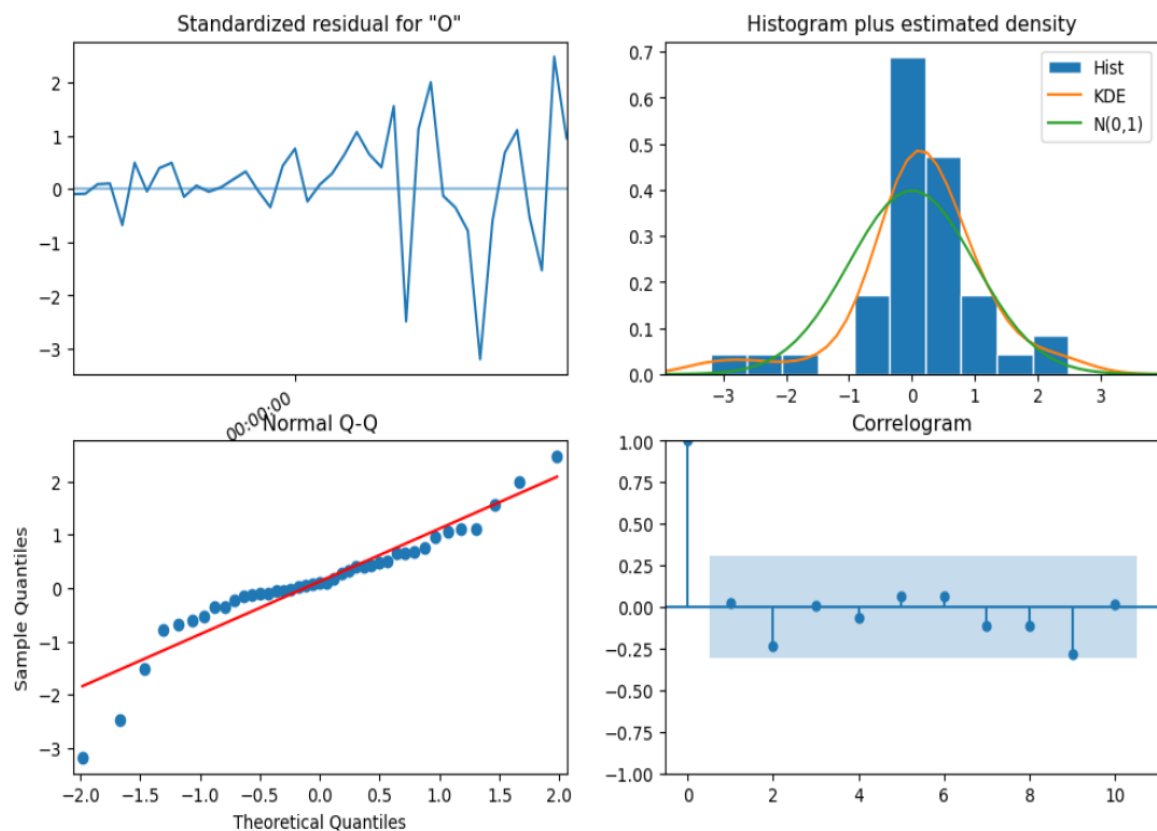 Standardized residual for "O"
2
1
0
−1
−2
−3
00:00:00
Histogram plus estimated density
0.7
0.6
0.5
0.4
0.3
0.2
0.1
0.0
−3 −2 −1 0 1 2 3
Hist
KDE
N(0,1)
Normal Q-Q
Sample Quantiles
2
1
0
−1
−2
−3
−2.0 −1.5 −1.0 −0.5 0.0 0.5 1.0 1.5 2.0
Theoretical Quantiles
Correlogram
1.00
0.75
0.50
0.25
0.00
−0.25
−0.50
−0.75
−1.00
0 2 4 6 8 10